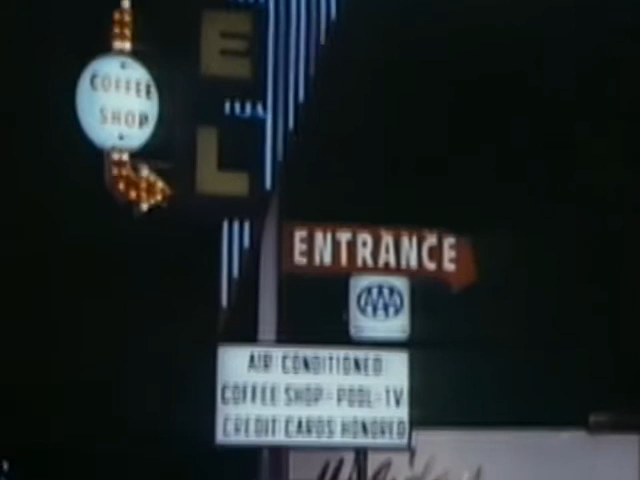 COFFEE
SHOP
E
L
ENTRANCE
AAA
AIR CONDITIONED
COFFEE SHOP-POOL-TV
CREDIT CARDS HONORED